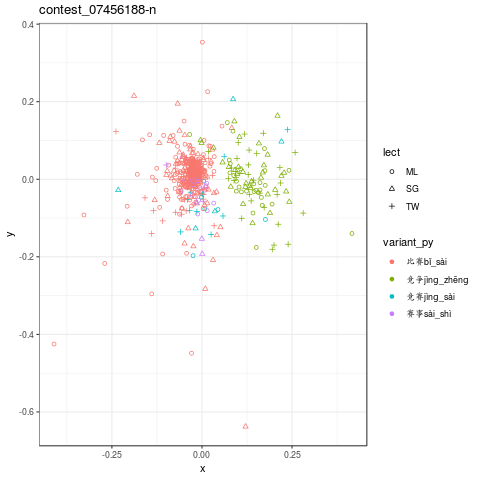 contest_07456188-n
0.4
0.2
0.0
-0.2
-0.4
-0.6
y
-0.25
0.00
0.25
x
lect
ML
SG
TW
variant_py
比赛bǐ_sài
竞争jìng_zhēng
竞赛jìng_sài
赛事sài_shì